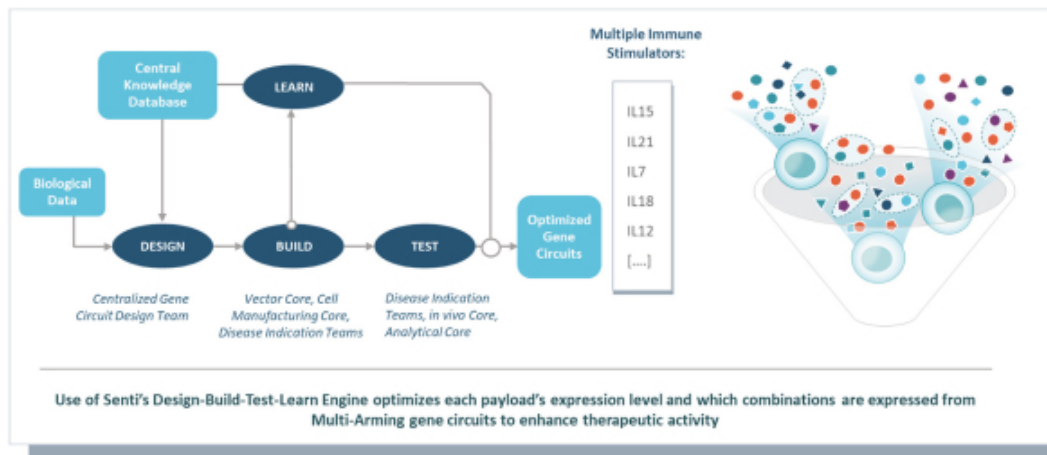 Central
Knowledge
Database
LEARN
Biological
Data
DESIGN
BUILD
TEST
Optimized
Gene
Circuits
Centralized Gene
Circuit Design Team
Vector Core, Cell
Manufacturing Core,
Disease Indication Teams
Disease Indication
Teams, in vivo Core,
Analytical Core
Multiple Immune
Stimulators:
IL15
IL21
IL7
IL18
IL12
[....]
Use of Senti's Design-Build-Test-Learn Engine optimizes each payload's expression level and which combinations are expressed from
Multi-Arming gene circuits to enhance therapeutic activity